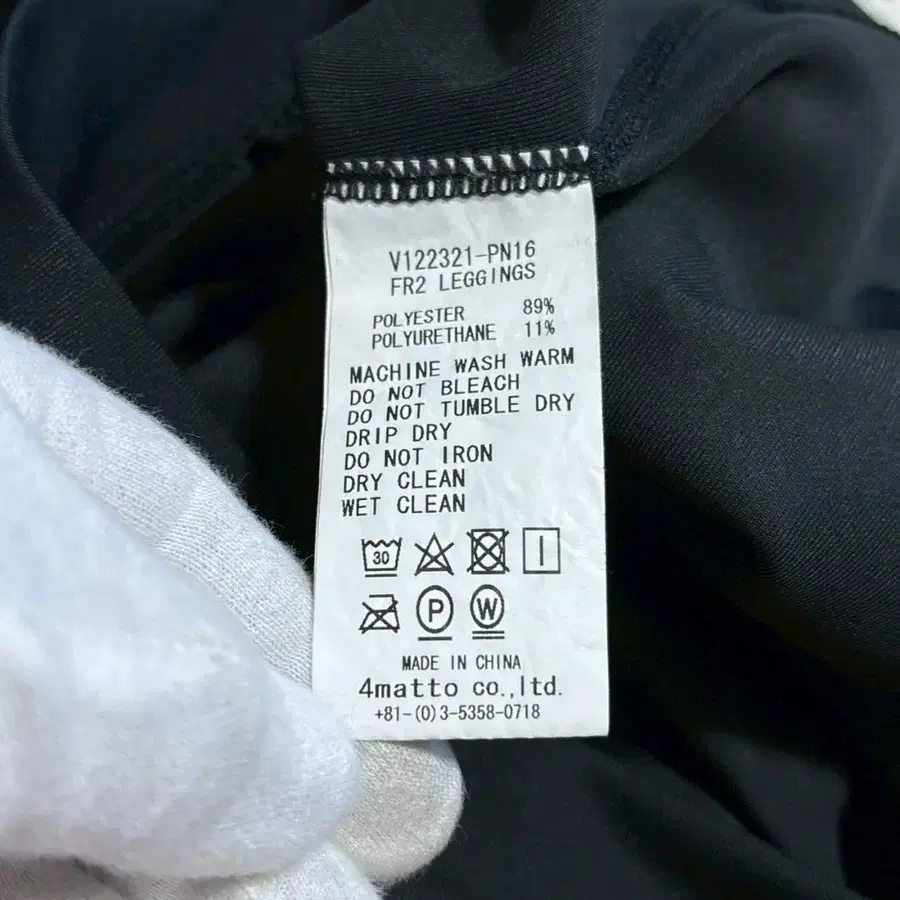 V122321-PN16
FR2 LEGGINGS
POLYESTER 89%
POLYURETHANE 11%
MACHINE WASH WARM
DO NOT BLEACH
DO NOT TUMBLE DRY
DRIP DRY
DO NOT IRON
DRY CLEAN
WET CLEAN
30
P W
MADE IN CHINA
4matto co.,ltd.
+81-(0)3-5358-0718